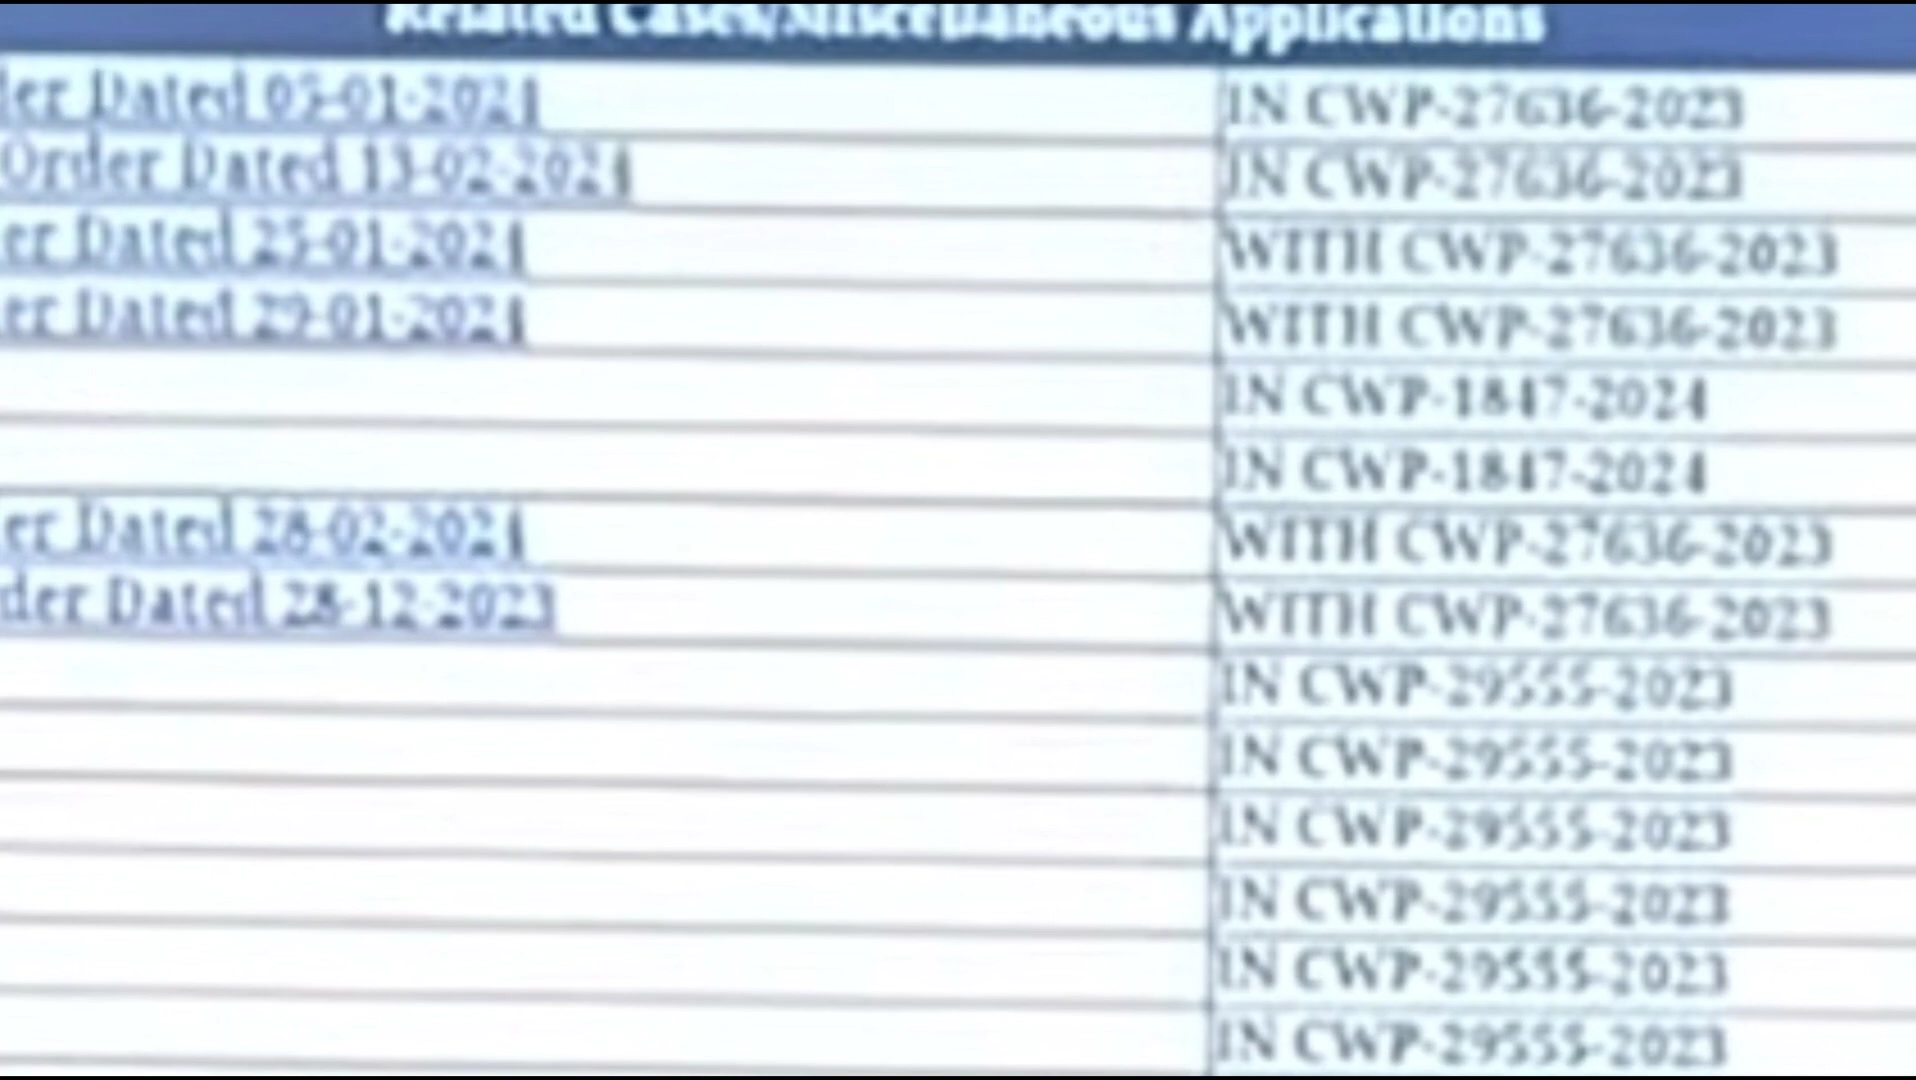 Related Cases/Miscellaneous Applications
der Dated 05-01-2024 IN CWP-27636-2023
Order Dated 13-02-2024 IN CWP-27636-2023
er Dated 25-01-2024 WITH CWP-27636-2023
er Dated 29-01-2024 WITH CWP-27636-2023
IN CWP-1847-2024
IN CWP-1847-2024
er Dated 28-02-2024 WITH CWP-27636-2023
der Dated 28-12-2023 WITH CWP-27636-2023
IN CWP-29555-2023
IN CWP-29555-2023
IN CWP-29555-2023
IN CWP-29555-2023
IN CWP-29555-2023
IN CWP-29555-2023